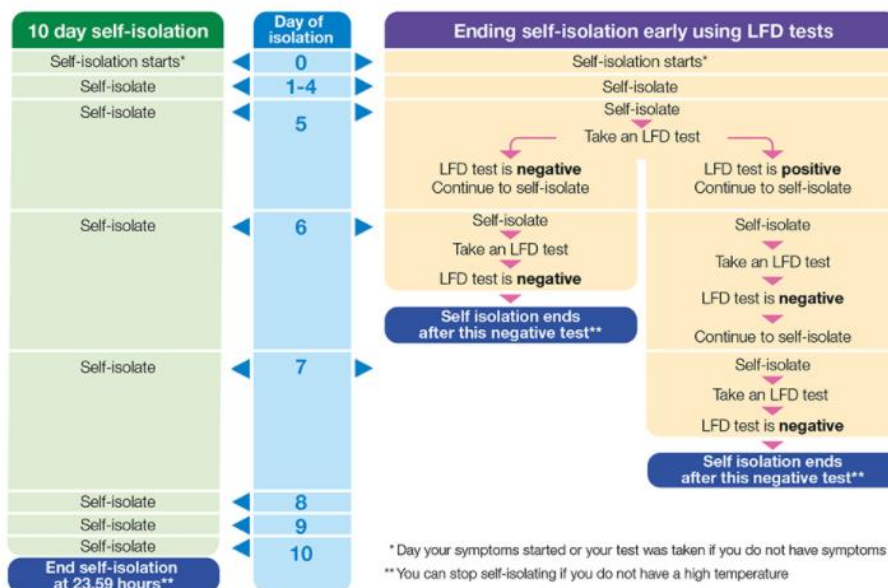 10 day self-isolation
Day of
isolation
Ending self-isolation early using LFD tests
Self-isolation starts*
0
Self-isolation starts*
Self-isolate
1-4
Self-isolate
Self-isolate
5
Self-isolate
Take an LFD test
LFD test is negative
Continue to self-isolate
LFD test is positive
Continue to self-isolate
Self-isolate
6
Self-isolate
Take an LFD test
LFD test is negative
Self isolation ends
after this negative test**
Self-isolate
Take an LFD test
LFD test is negative
Continue to self-isolate
Self-isolate
7
Self-isolate
Take an LFD test
LFD test is negative
Self isolation ends
after this negative test**
Self-isolate
8
Self-isolate
9
Self-isolate
10
End self-isolation
at 23.59 hours**
* Day your symptoms started or your test was taken if you do not have symptoms
** You can stop self-isolating if you do not have a high temperature